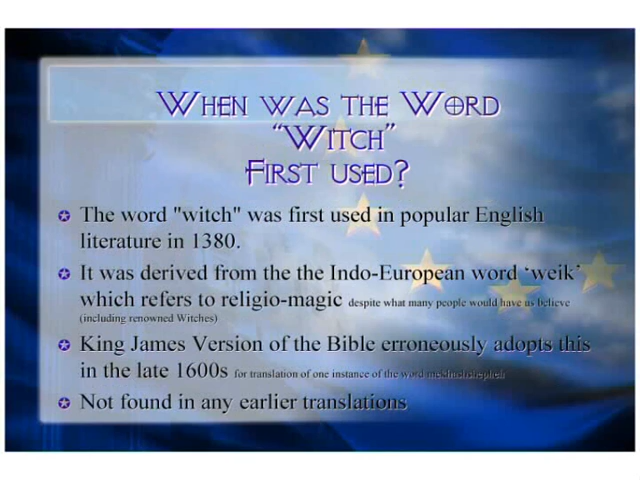 WHEN WAS THE WORD
"WITCH"
FIRST USED?
The word "witch" was first used in popular English
literature in 1380.
It was derived from the the Indo-European word ‘weik’
which refers to religio-magic despite what many people would have us believe
(including renowned Witches)
King James Version of the Bible erroneously adopts this
in the late 1600s for translation of one instance of the word
Not found in any earlier translations